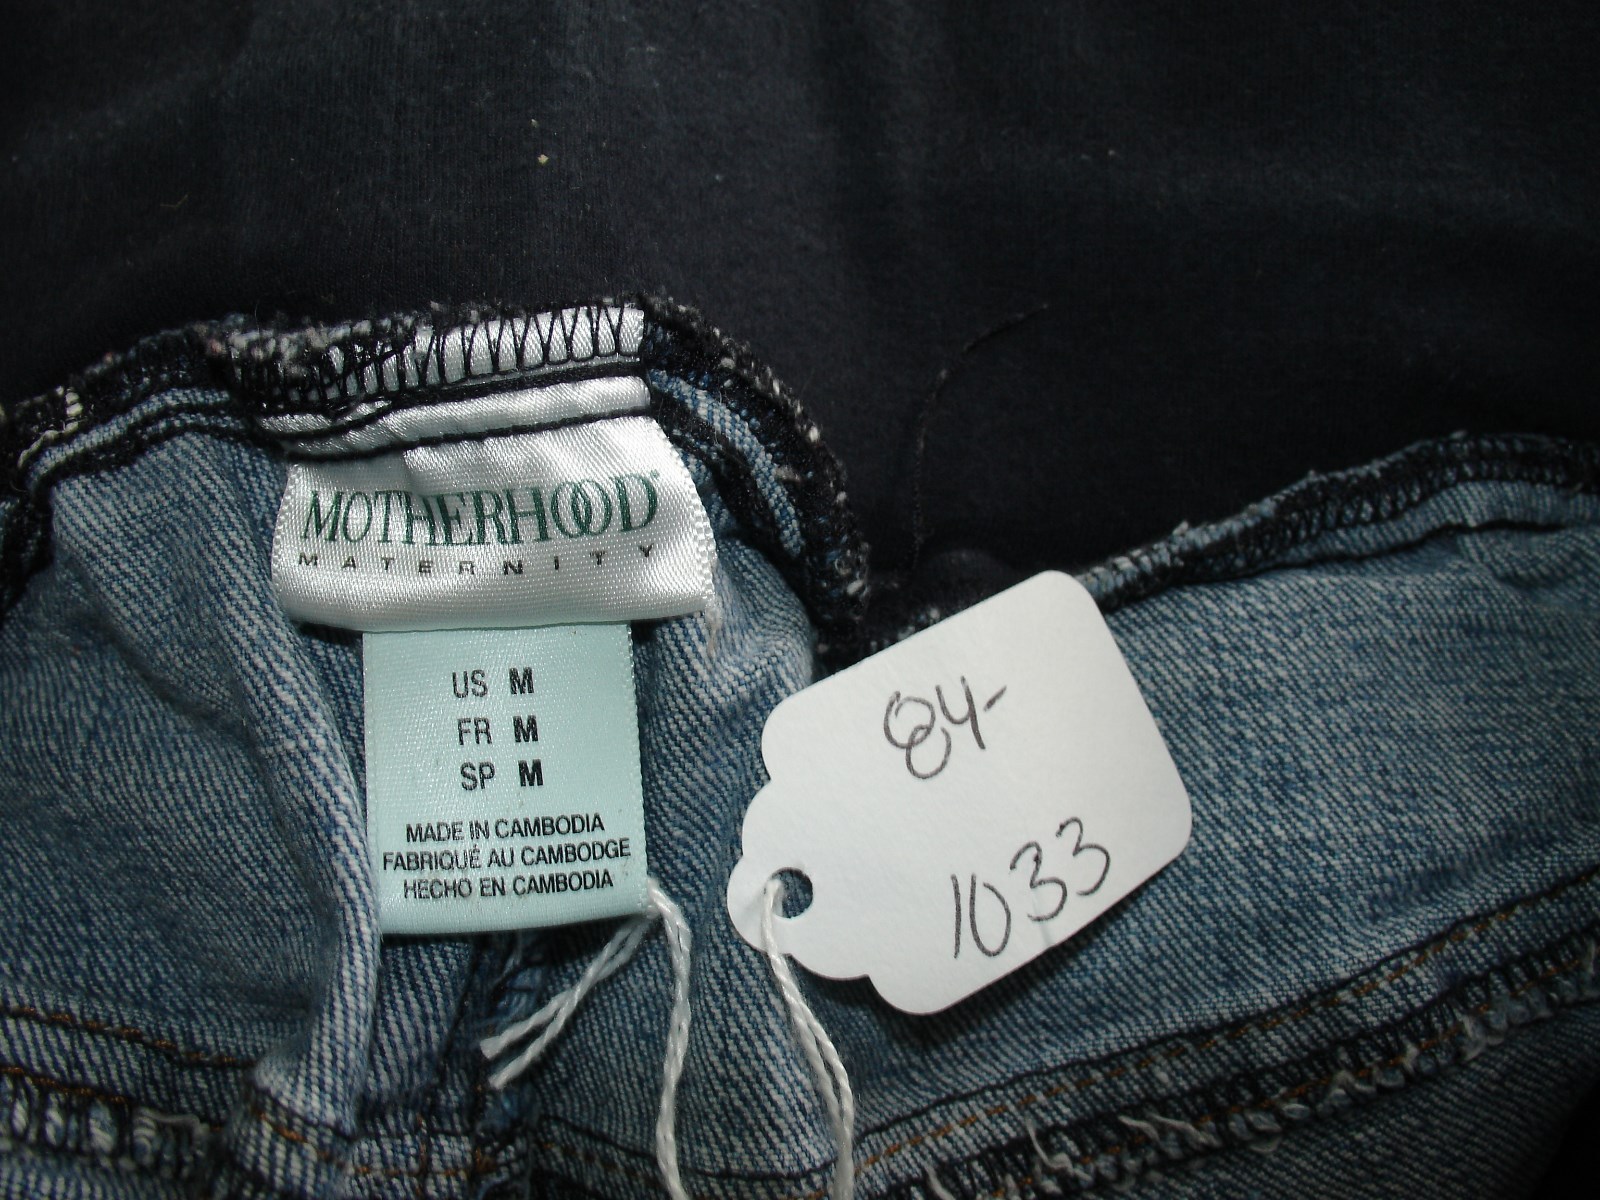 MOTHERHOOD®
MATERNITY
US M
FR M
SP M
MADE IN CAMBODIA
FABRIQUÉ AU CAMBODGE
HECHO EN CAMBODIA
84-
1033